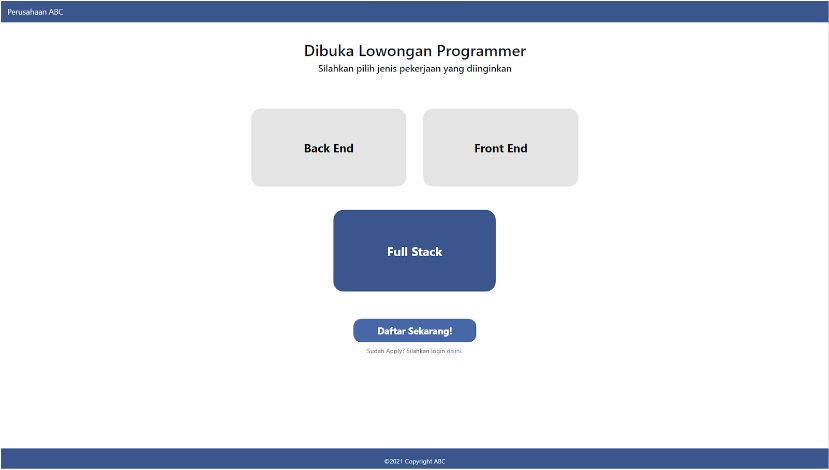 Perusahaan ABC
Dibuka Lowongan Programmer
Silahkan pilih jenis pekerjaan yang diinginkan
Back End
Front End
Full Stack
Daftar Sekarang!
Sudah Apply? Silahkan login disini.
©2021 Copyright ABC